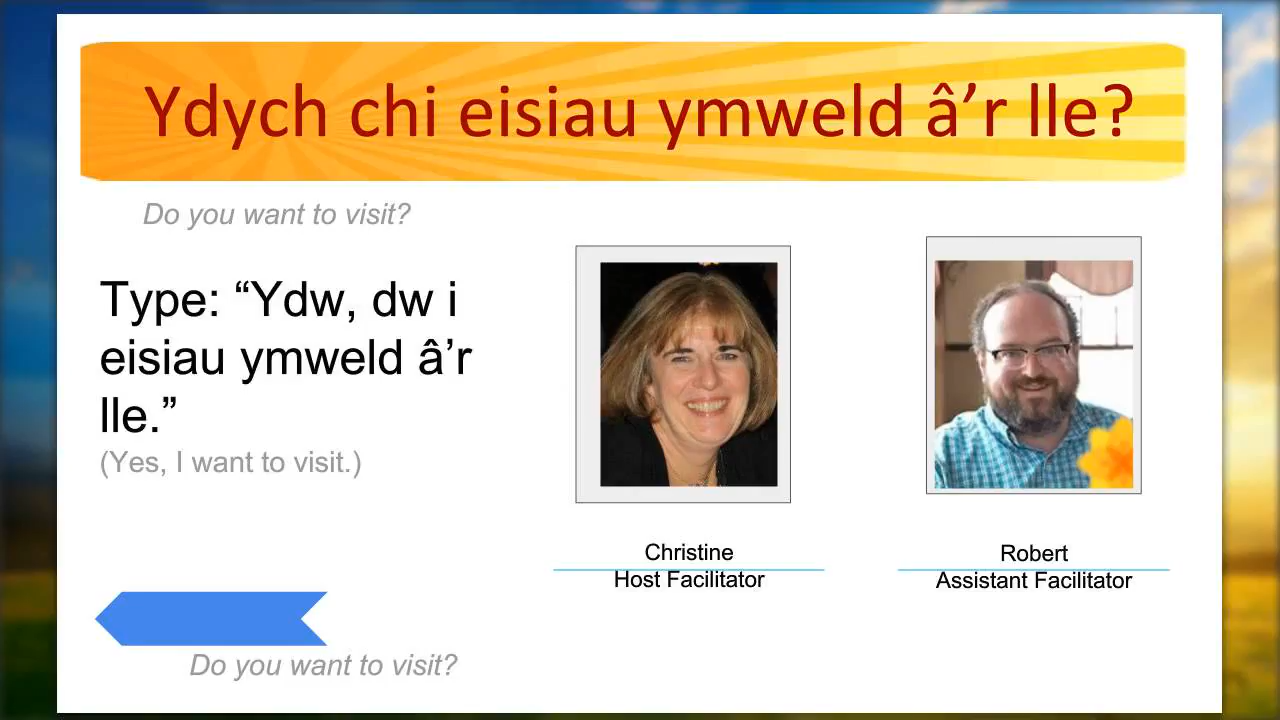 Ydych chi eisiau ymweld â’r lle?
Do you want to visit?
Type: “Ydw, dw i
eisiau ymweld â’r
lle.”
(Yes, I want to visit.)
Christine
Host Facilitator
Robert
Assistant Facilitator
Do you want to visit?